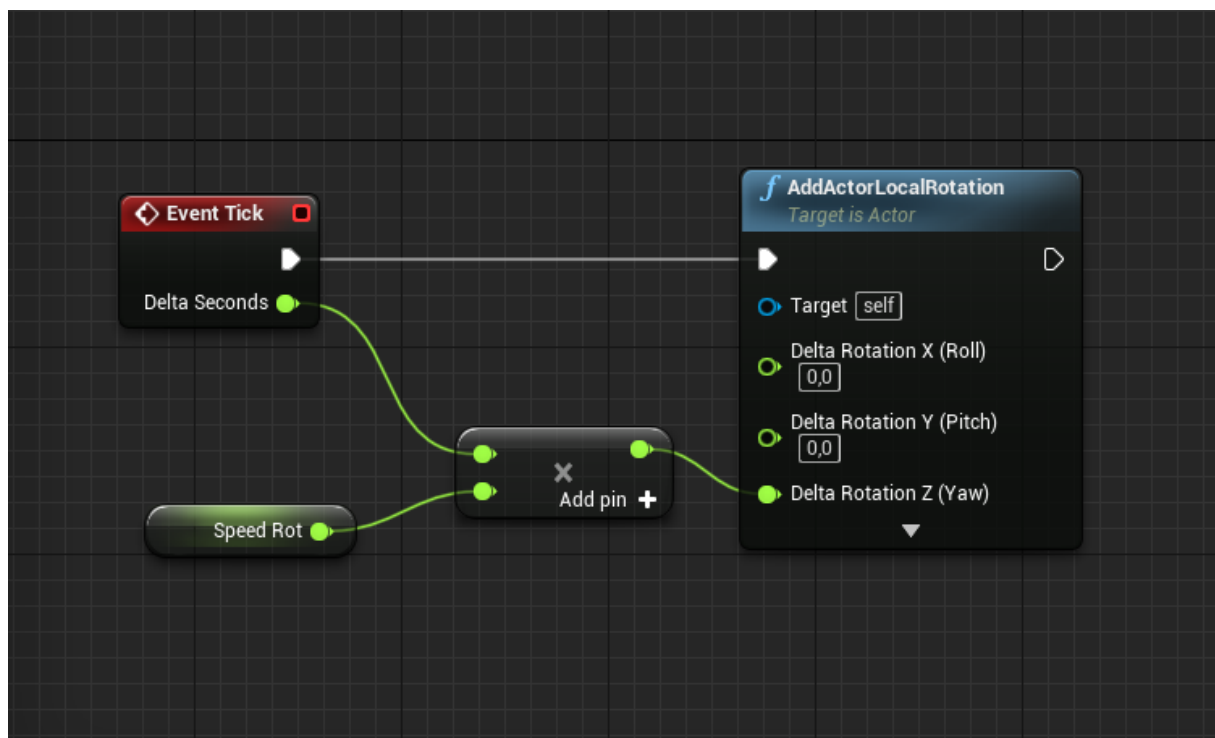 Event Tick
Delta Seconds
Speed Rot
Add pin
AddActorLocalRotation
Target is Actor
Target self
Delta Rotation X (Roll)
0,0
Delta Rotation Y (Pitch)
0,0
Delta Rotation Z (Yaw)